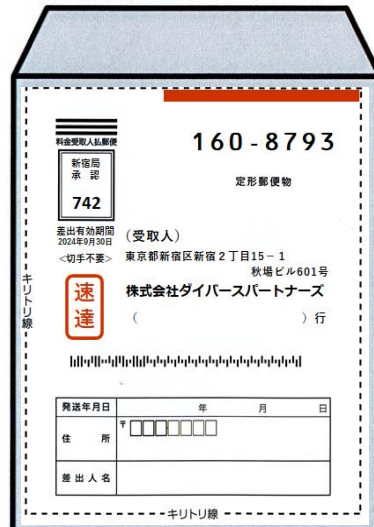 160-8793
料金受取人払郵便
新宿局
承認
742
定形郵便物
差出有効期間
2024年9月30日
<切手不要>
(受取人)
東京都新宿区新宿2丁目15-1
秋場ビル601号
株式会社ダイバースパートナーズ
( )行
速達
キリトリ線
発送年月日 年 月 日
住 所 〒
差出人名
キリトリ線